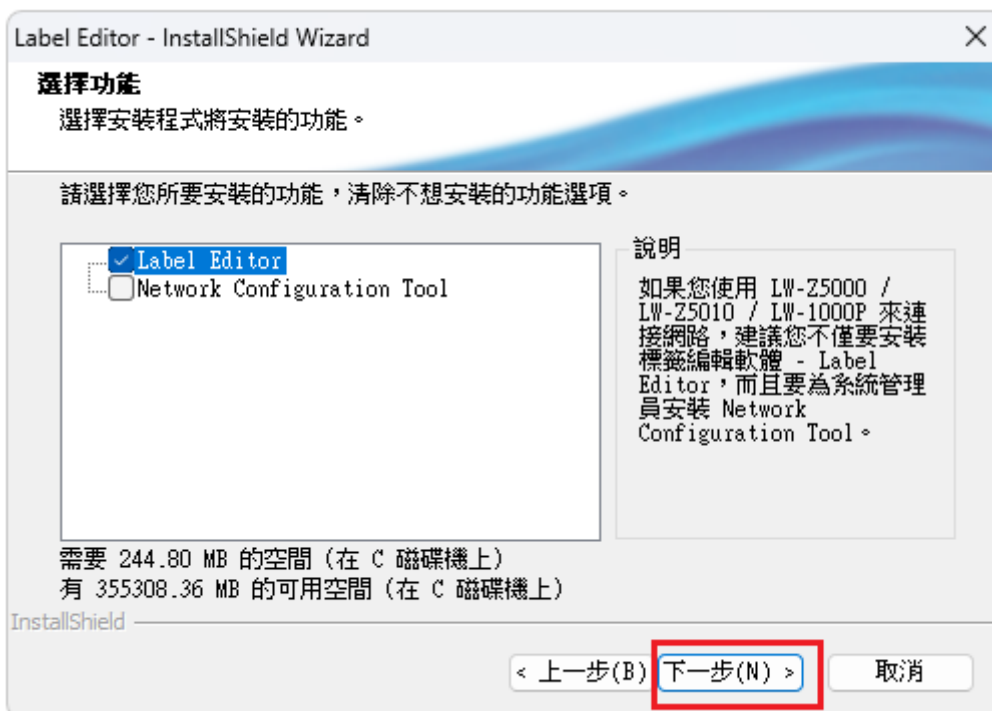 Label Editor - InstallShield Wizard
選擇功能
選擇安裝程式將安裝的功能。
請選擇您所要安裝的功能，清除不想安裝的功能選項。
Label Editor
Network Configuration Tool
說明
如果您使用 LW-Z5000 /
LW-Z5010 / LW-1000P 來連
接網路，建議您不僅要安裝
標籤編輯軟體 - Label
Editor，而且要為系統管理
員安裝 Network
Configuration Tool。
需要 244.80 MB 的空間 (在 C 磁碟機上)
有 355308.36 MB 的可用空間 (在 C 磁碟機上)
InstallShield
< 上一步(B) 下一步(N) > 取消